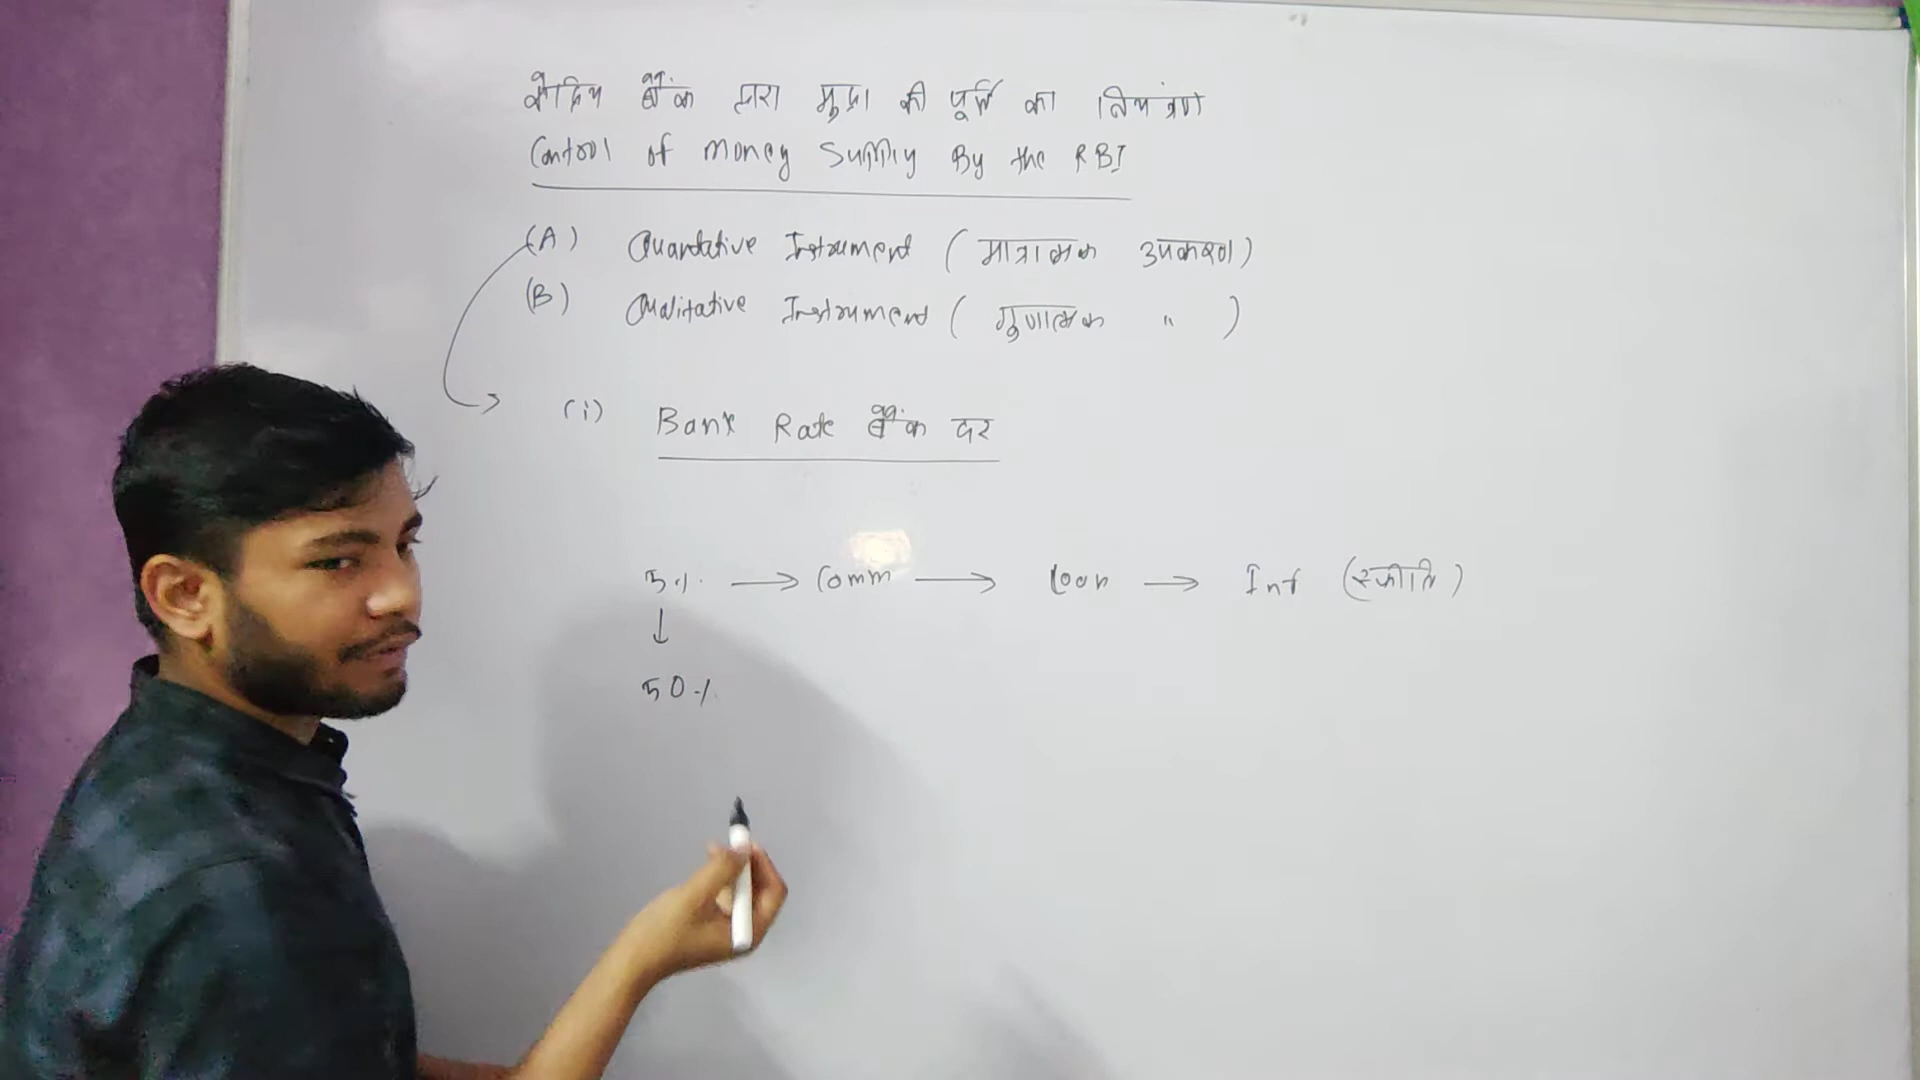 केंद्रिय बैंक द्वारा मुद्रा की पूर्ति का नियंत्रण
Control of Money Supply By the RBI
(A) Quantative Instrument ( मात्रात्मक उपकरण )
(B) Qualitative Instrument ( गुणात्मक " )
(i) Bank Rate बैंक दर
5% → Comm → Loan → Inf (स्फीति)
↓
50%